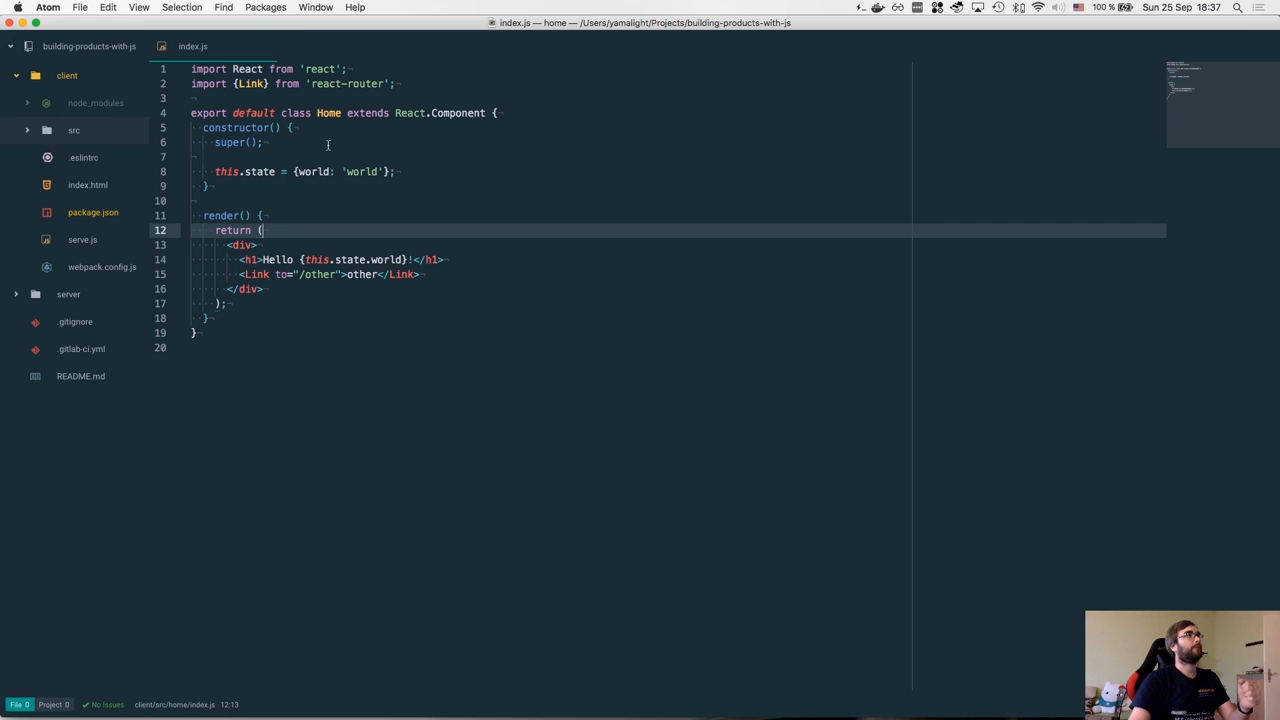 Atom File Edit View Selection Find Packages Window Help 100 % Sun 25 Sep 18:37
index.js — home — /Users/yamalight/Projects/building-products-with-js
building-products-with-js
index.js
client
node_modules
src
.eslintrc
index.html
package.json
serve.js
webpack.config.js
server
.gitignore
.gitlab-ci.yml
README.md
1 import React from 'react';
2 import {Link} from 'react-router';
3
4 export default class Home extends React.Component {
5 constructor() {
6 super();
7
8 this.state = {world: 'world'};
9 }
10
11 render() {
12 return (
13 <div>
14 <h1>Hello {this.state.world}!</h1>
15 <Link to="/other">other</Link>
16 </div>
17 );
18 }
19 }
20
File 0 Project 0 No Issues client/src/home/index.js 12:13